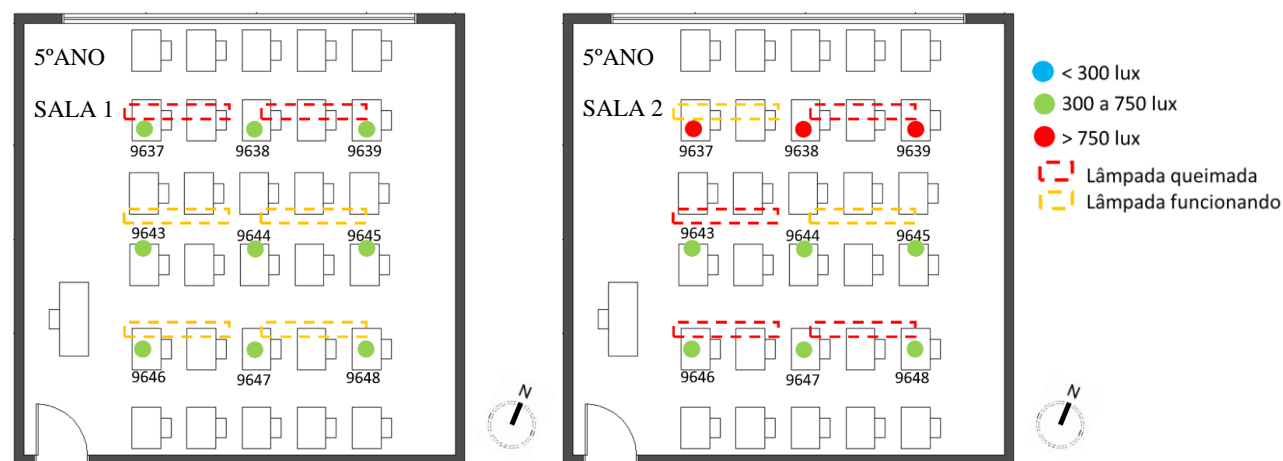 5ºANO
SALA 1
9637 9638 9639
9643 9644 9645
9646 9647 9648
N
5ºANO
SALA 2
9637 9638 9639
9643 9644 9645
9646 9647 9648
N
< 300 lux
300 a 750 lux
> 750 lux
Lâmpada queimada
Lâmpada funcionando